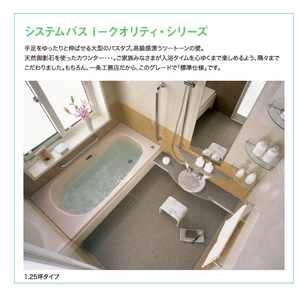 システムバス i－クオリティ・シリーズ
手足をゆったりと伸ばせる大型のバスタブ。高級感漂うツートーンの壁。
天然御影石を使ったカウンター･･･。ご家族みなさまが入浴タイムを心ゆくまで楽しめるよう、隅々まで
こだわりました。もちろん、一条工務店だから、このグレードで「標準仕様」です。
1.25坪タイプ